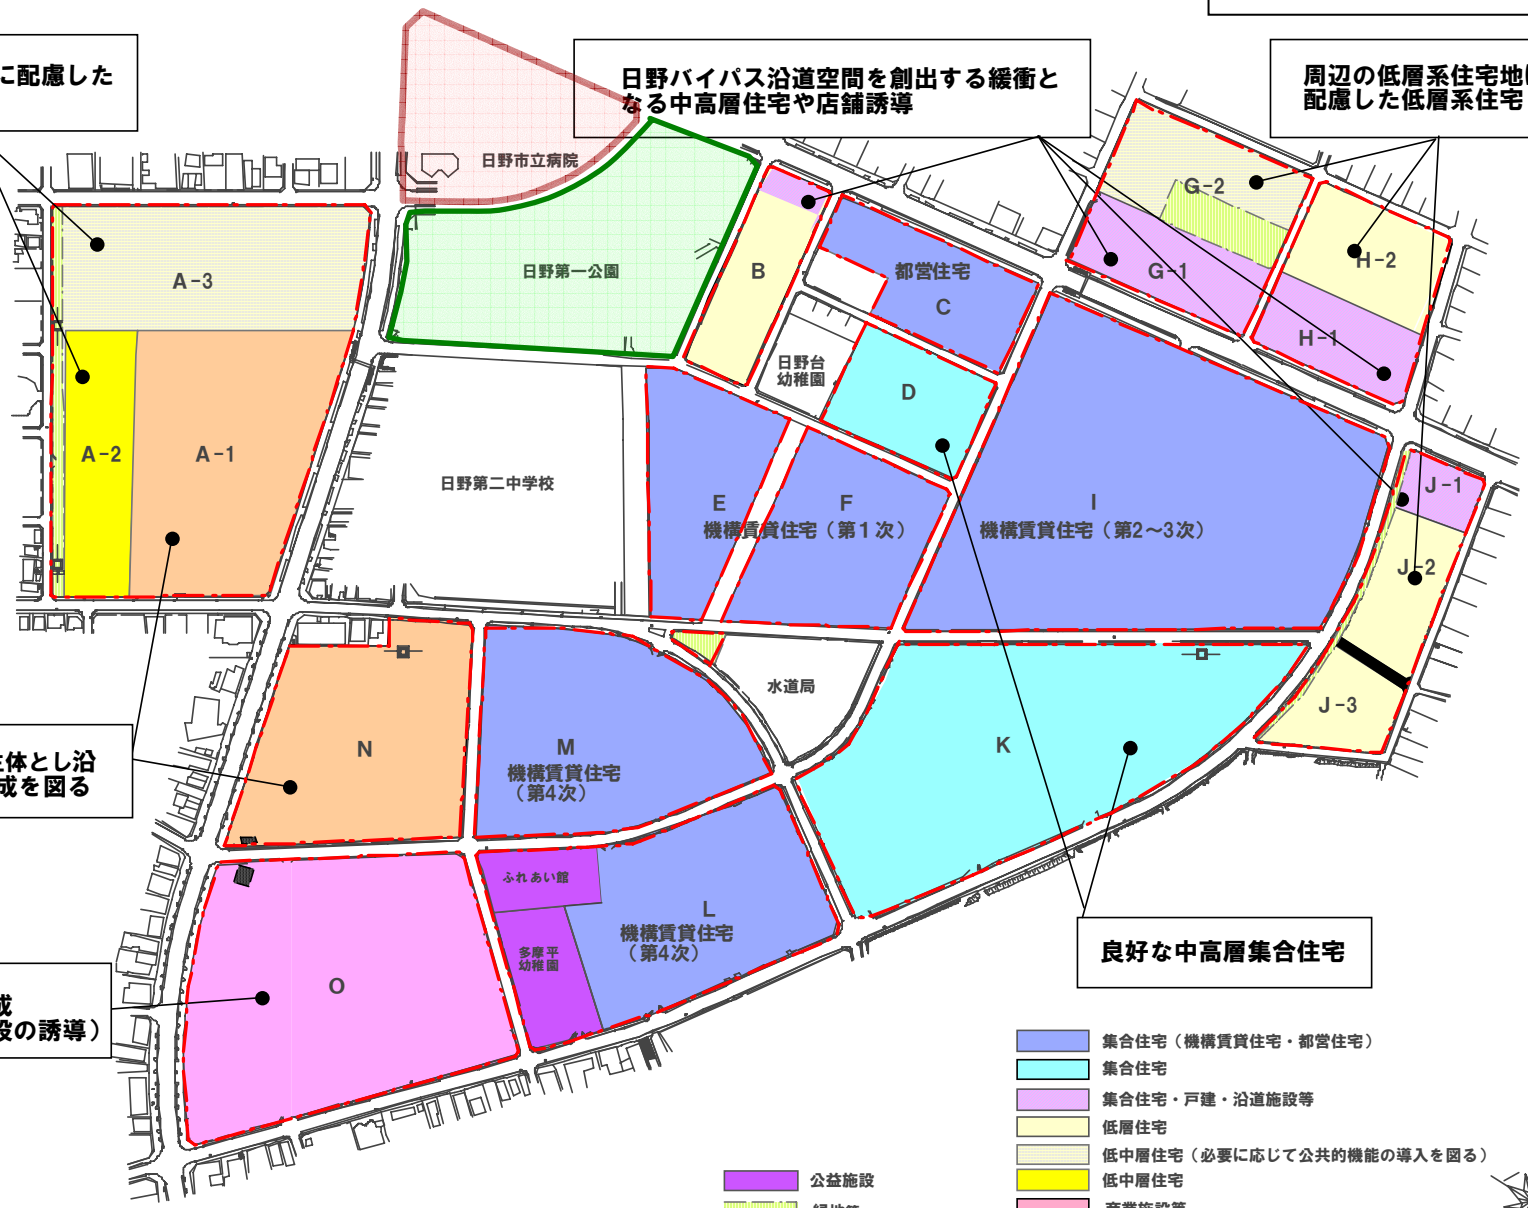 に配慮した
日野バイパス沿道空間を創出する緩衝と
なる中高層住宅や店舗誘導
周辺の低層系住宅地に
配慮した低層系住宅
日野市立病院
日野第一公園
A-3
A-2
A-1
B
都営住宅
C
日野台
幼稚園
D
G-2
G-1
H-2
H-1
日野第二中学校
E
F
機構賃貸住宅（第１次）
I
機構賃貸住宅（第2～3次）
J-1
J-2
J-3
水道局
N
M
機構賃貸住宅
（第4次）
K
主体とし沿
成を図る
ふれあい館
多摩平
幼稚園
L
機構賃貸住宅
（第4次）
O
成
設の誘導）
良好な中高層集合住宅
集合住宅（機構賃貸住宅・都営住宅）
集合住宅
集合住宅・戸建・沿道施設等
低層住宅
低中層住宅（必要に応じて公共的機能の導入を図る）
低中層住宅
商業施設等
公益施設
緑地等